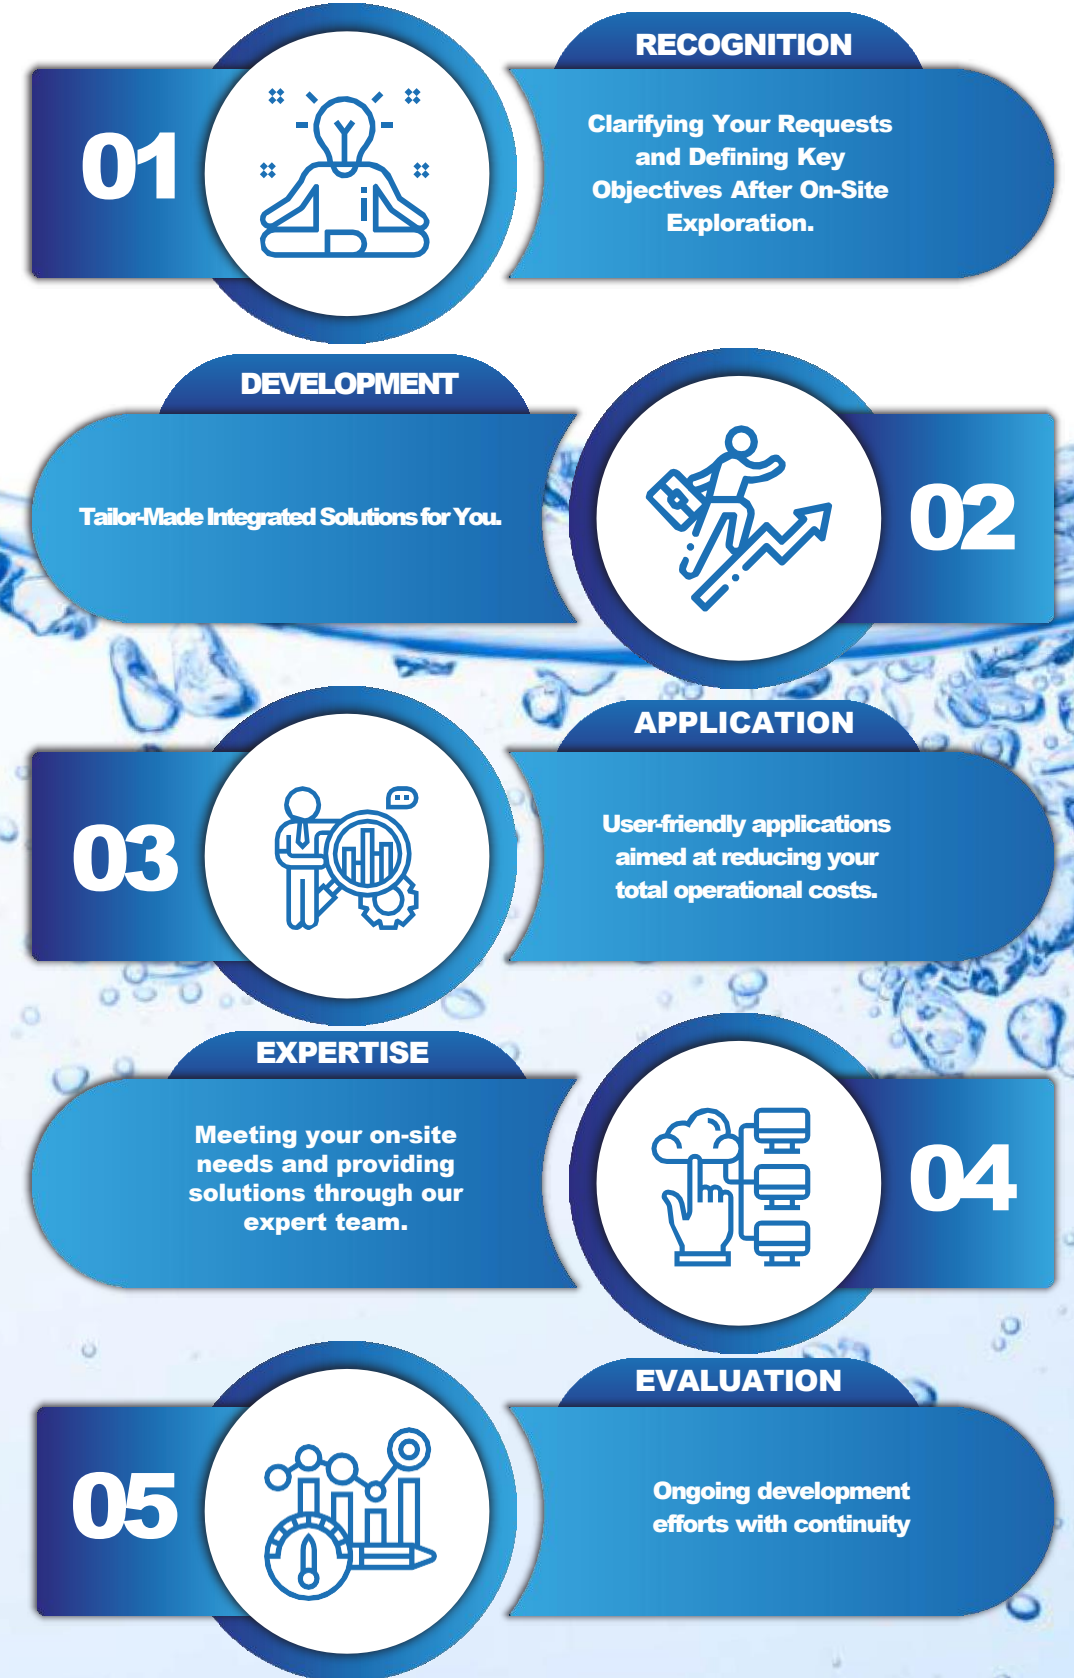 01
RECOGNITION
Clarifying Your Requests
and Defining Key
Objectives After On-Site
Exploration.
DEVELOPMENT
Tailor-Made Integrated Solutions for You.
02
APPLICATION
03
User-friendly applications
aimed at reducing your
total operational costs.
EXPERTISE
Meeting your on-site
needs and providing
solutions through our
expert team.
04
EVALUATION
05
Ongoing development
efforts with continuity